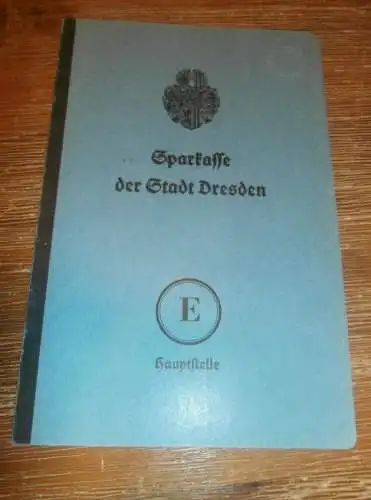 Sparkasse
der Stadt Dresden
E
Hauptstelle